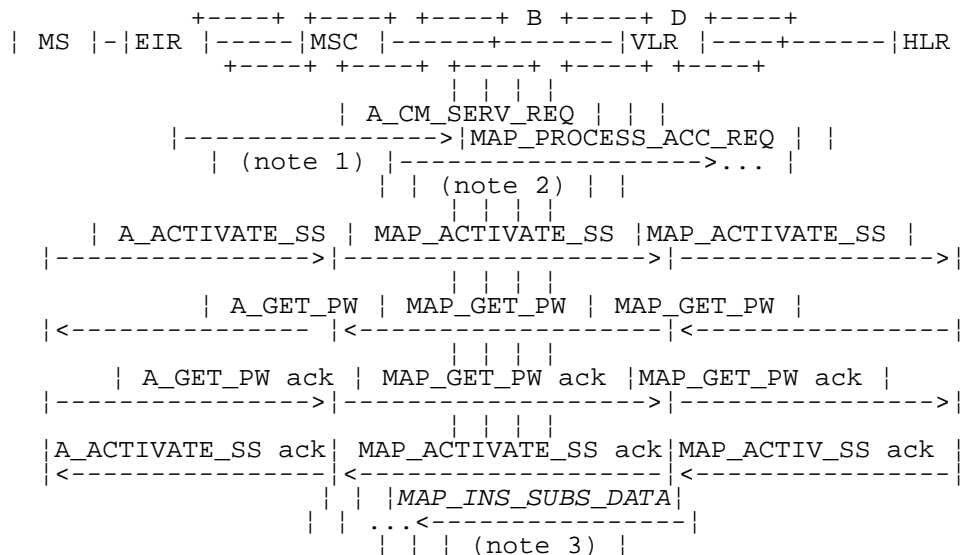 +----+ +----+ +----+ B +----+ D +----+
¦ MS ¦-¦EIR ¦-----¦MSC ¦------+-------¦VLR ¦----+------¦HLR
+----+ +----+ +----+ +----+ +----+
¦ ¦ ¦ ¦
¦ A_CM_SERV_REQ ¦ ¦ ¦
¦---------------->¦MAP_PROCESS_ACC_REQ ¦ ¦
¦ (note 1) ¦------------------->... ¦
¦ ¦ (note 2) ¦ ¦
¦ ¦ ¦ ¦
¦ A_ACTIVATE_SS ¦ MAP_ACTIVATE_SS ¦MAP_ACTIVATE_SS ¦
¦---------------->¦-------------------->¦---------------->¦
¦ ¦ ¦ ¦
¦ A_GET_PW ¦ MAP_GET_PW ¦ MAP_GET_PW ¦
¦<--------------- ¦<--------------------¦<----------------¦
¦ ¦ ¦ ¦
¦ A_GET_PW ack ¦ MAP_GET_PW ack ¦MAP_GET_PW ack ¦
¦---------------->¦-------------------->¦---------------->¦
¦ ¦ ¦ ¦
¦A_ACTIVATE_SS ack¦ MAP_ACTIVATE_SS ack¦MAP_ACTIV_SS ack ¦
¦<----------------¦<--------------------¦<----------------¦
¦ ¦ ¦MAP_INS_SUBS_DATA¦
¦ ¦ ...<----------------¦
¦ ¦ ¦ (note 3) ¦